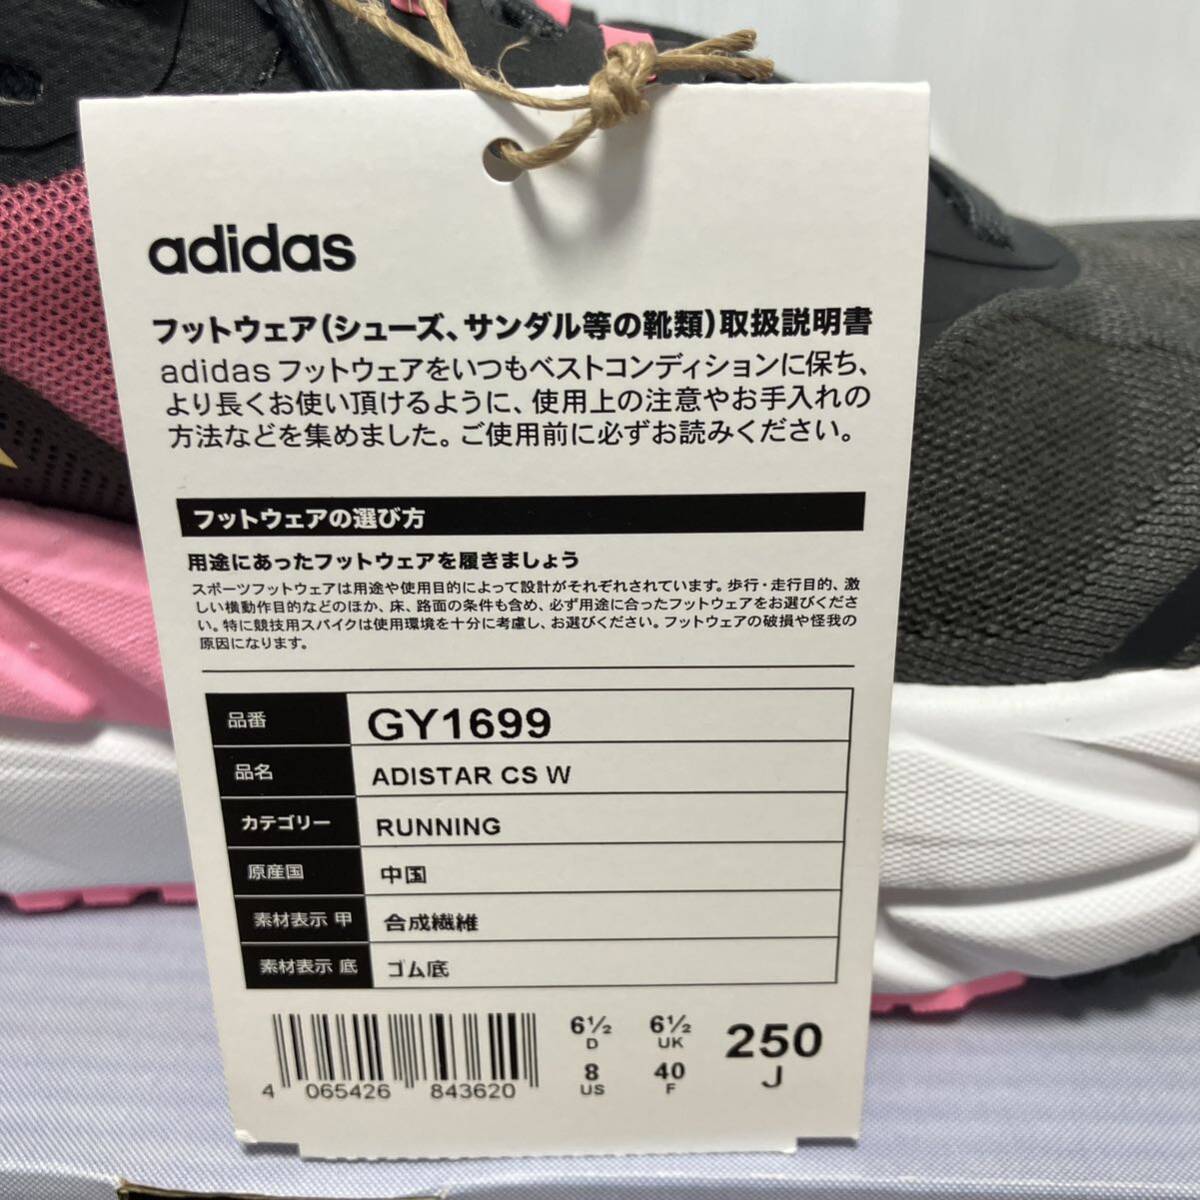 adidas
フットウェア(シューズ、サンダル等の靴類)取扱説明書
adidas フットウェアをいつもベストコンディションに保ち、
より長くお使い頂けるように、使用上の注意やお手入れの
方法などを集めました。ご使用前に必ずお読みください。
フットウェアの選び方
用途にあったフットウェアを履きましょう
スポーツフットウェアは用途や使用目的によって設計がそれぞれされています。歩行・走行目的、激
しい横動作目的などのほか、床、路面の条件も含め、必ず用途に合ったフットウェアをお選びくださ
い。特に競技用スパイクは使用環境を十分に考慮し、お選びください。フットウェアの破損や怪我の
原因になります。
品番 GY1699
品名 ADISTAR CS W
カテゴリー RUNNING
原産国 中国
素材表示 甲 合成繊維
素材表示 底 ゴム底
6½ 6½ 250
D UK J
8 40
US F
4 065426 843620